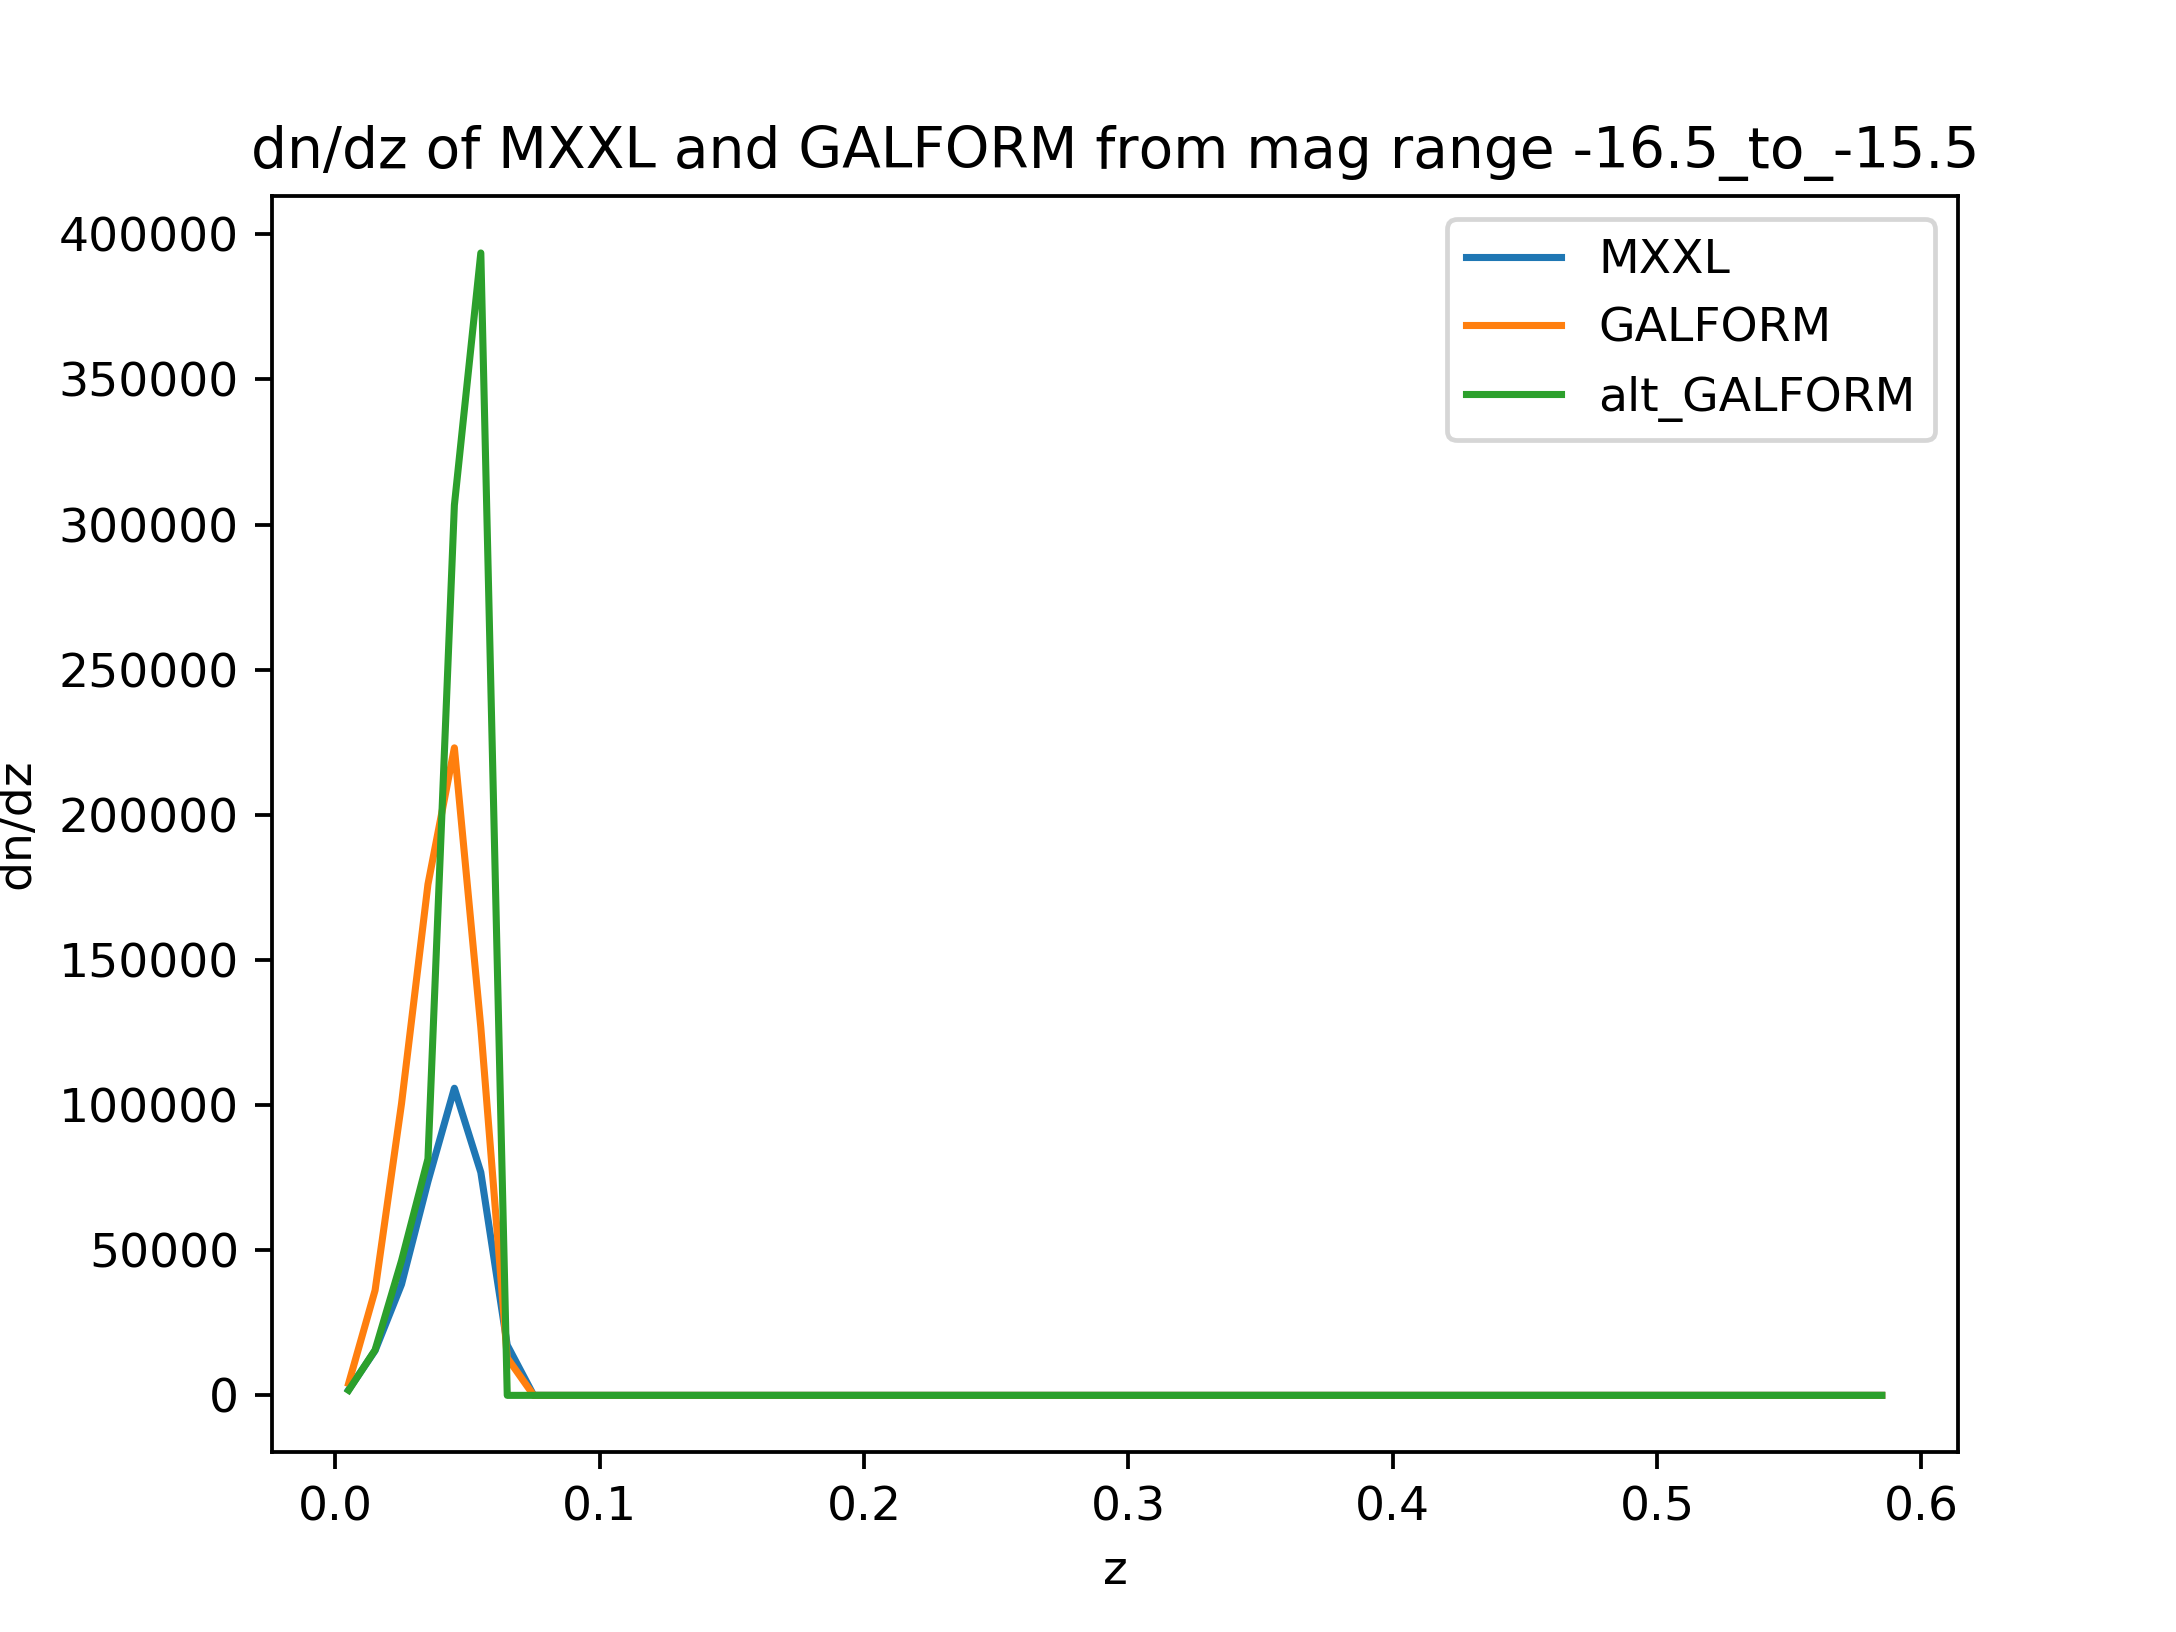 dn/dz of MXXL and GALFORM from mag range -16.5_to_-15.5
400000
350000
300000
250000
200000
150000
100000
50000
0
dn/dz
MXXL
GALFORM
alt_GALFORM
0.0 0.1 0.2 0.3 0.4 0.5 0.6
z